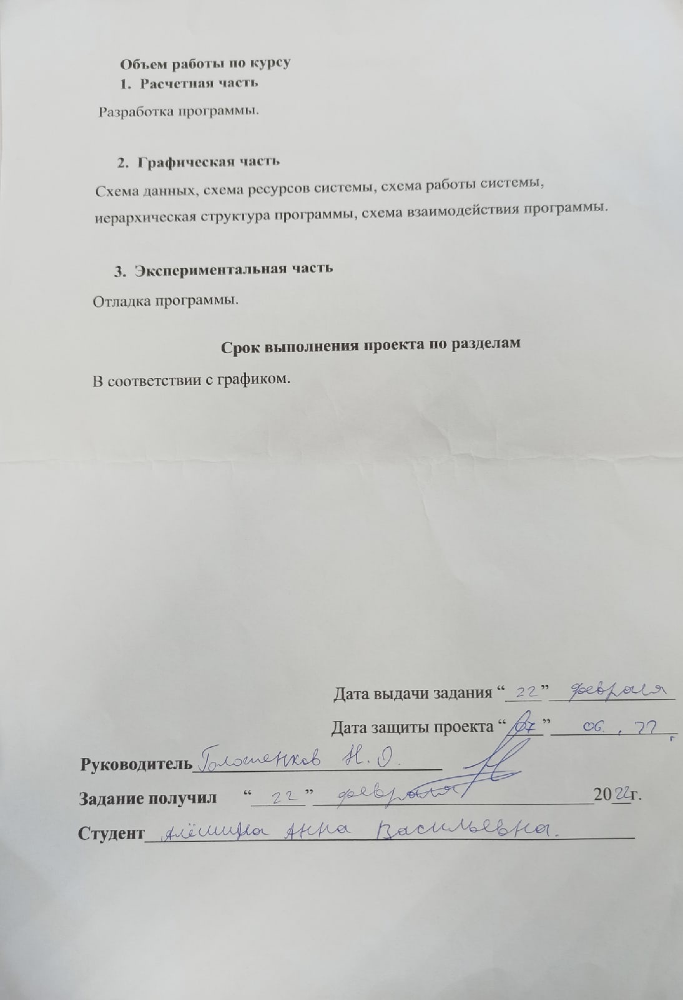 Объем работы по курсу
1. Расчетная часть
Разработка программы.
2. Графическая часть
Схема данных, схема ресурсов системы, схема работы системы,
иерархическая структура программы, схема взаимодействия программы.
3. Экспериментальная часть
Отладка программы.
Срок выполнения проекта по разделам
В соответствии с графиком.
Дата выдачи задания “ 22 ” февраля
Дата защиты проекта “ 07 ” 06. 22 г
Руководитель Н. О.
Задание получил “ 22 ” февраля 2022г.
Студент Алёшина Анна Васильевна.